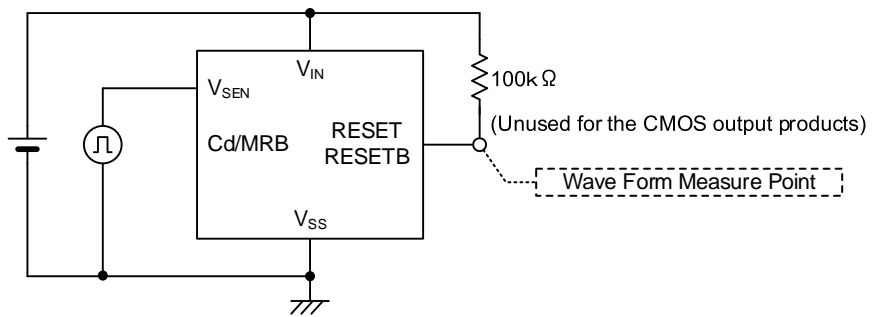 V_IN
V_SEN
100kΩ
(Unused for the CMOS output products)
RESET
Cd/MRB
RESETB
Wave Form Measure Point
V_SS